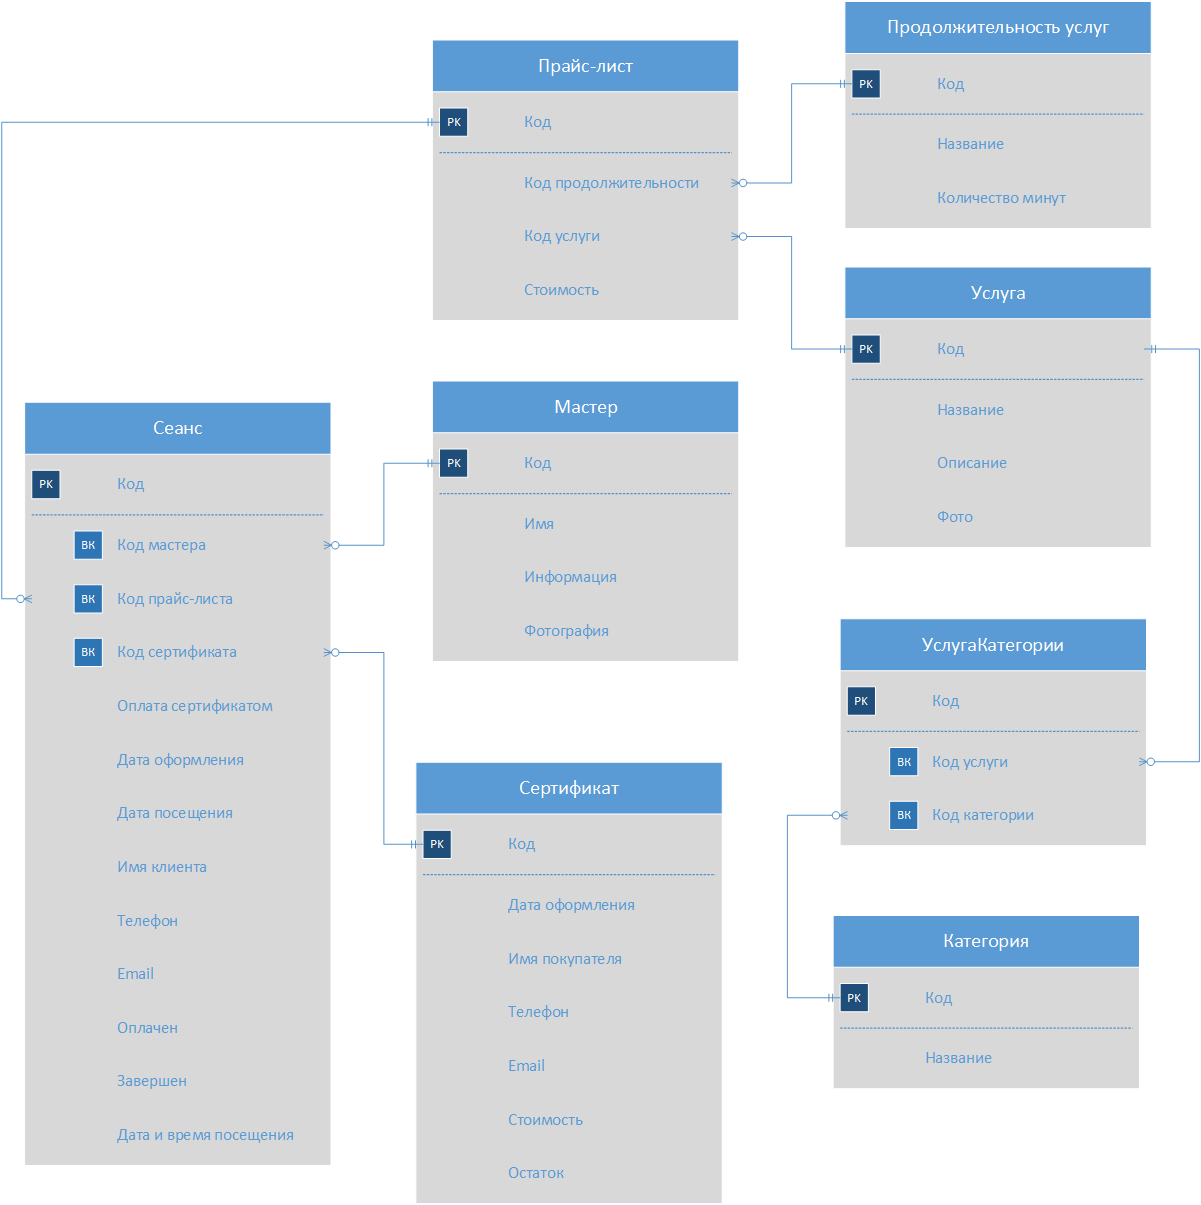 Продолжительность услуг
PK Код
Название
Количество минут
Прайс-лист
PK Код
Код продолжительности
Код услуги
Стоимость
Услуга
PK Код
Название
Описание
Фото
Мастер
PK Код
Имя
Информация
Фотография
Сеанс
PK Код
ВК Код мастера
ВК Код прайс-листа
ВК Код сертификата
Оплата сертификатом
Дата оформления
Дата посещения
Имя клиента
Телефон
Email
Оплачен
Завершен
Дата и время посещения
УслугаКатегории
PK Код
ВК Код услуги
ВК Код категории
Сертификат
PK Код
Дата оформления
Имя покупателя
Телефон
Email
Стоимость
Остаток
Категория
PK Код
Название